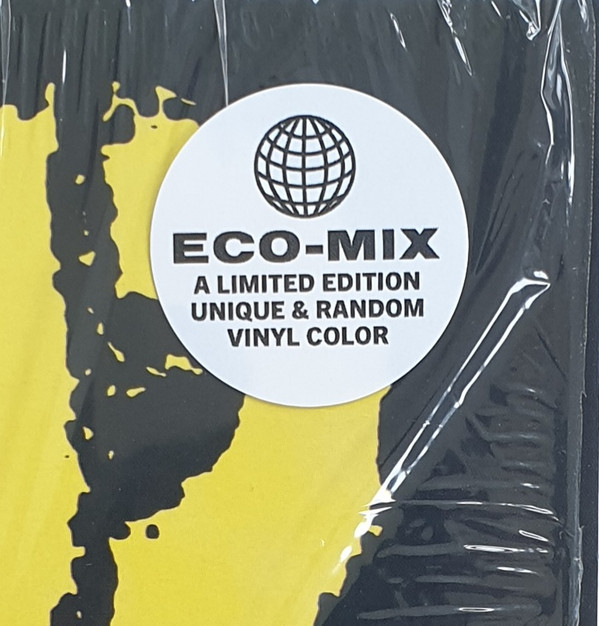 ECO-MIX
A LIMITED EDITION
UNIQUE & RANDOM
VINYL COLOR